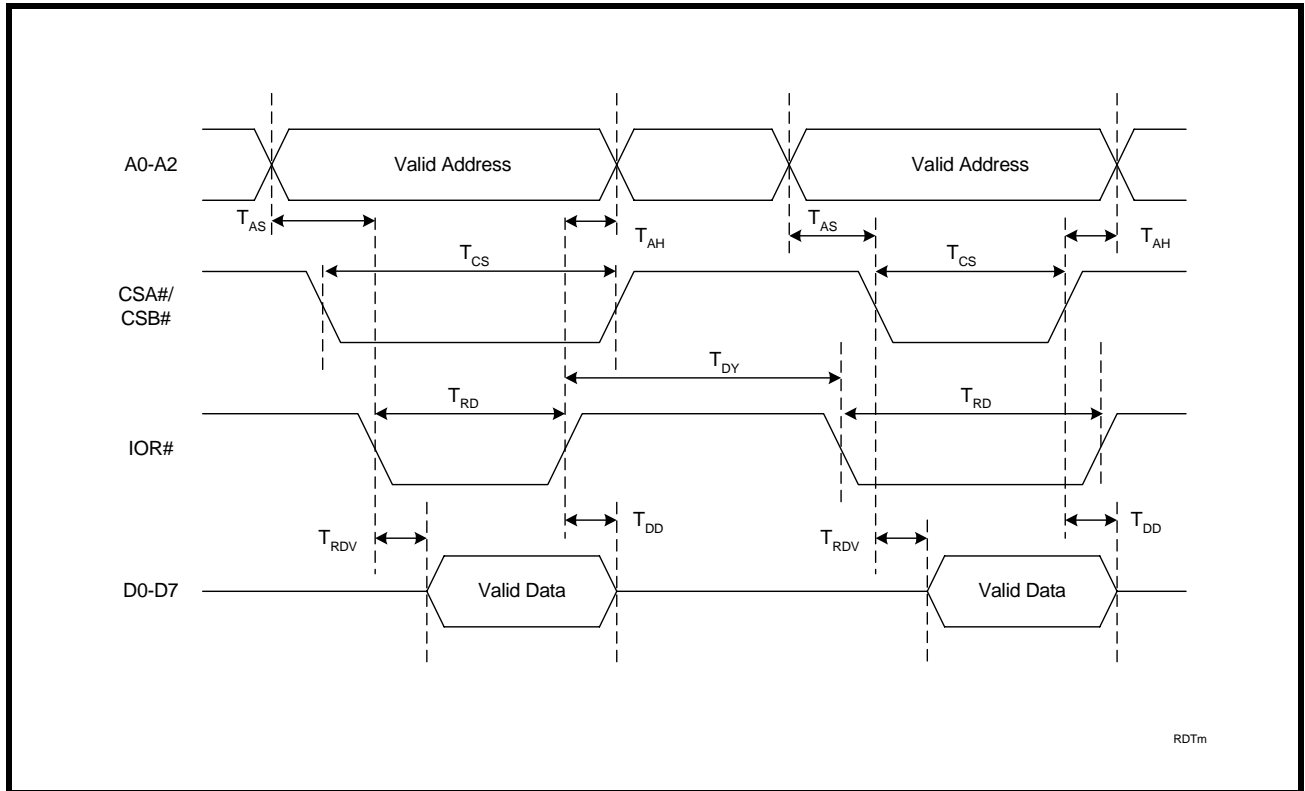 A0-A2
Valid Address
Valid Address
TAS
TAH
TAS
TAH
TCS
TCS
CSA#/
CSB#
TDY
TRD
TRD
IOR#
TRDV
TDD
TRDV
TDD
D0-D7
Valid Data
Valid Data
RDTm